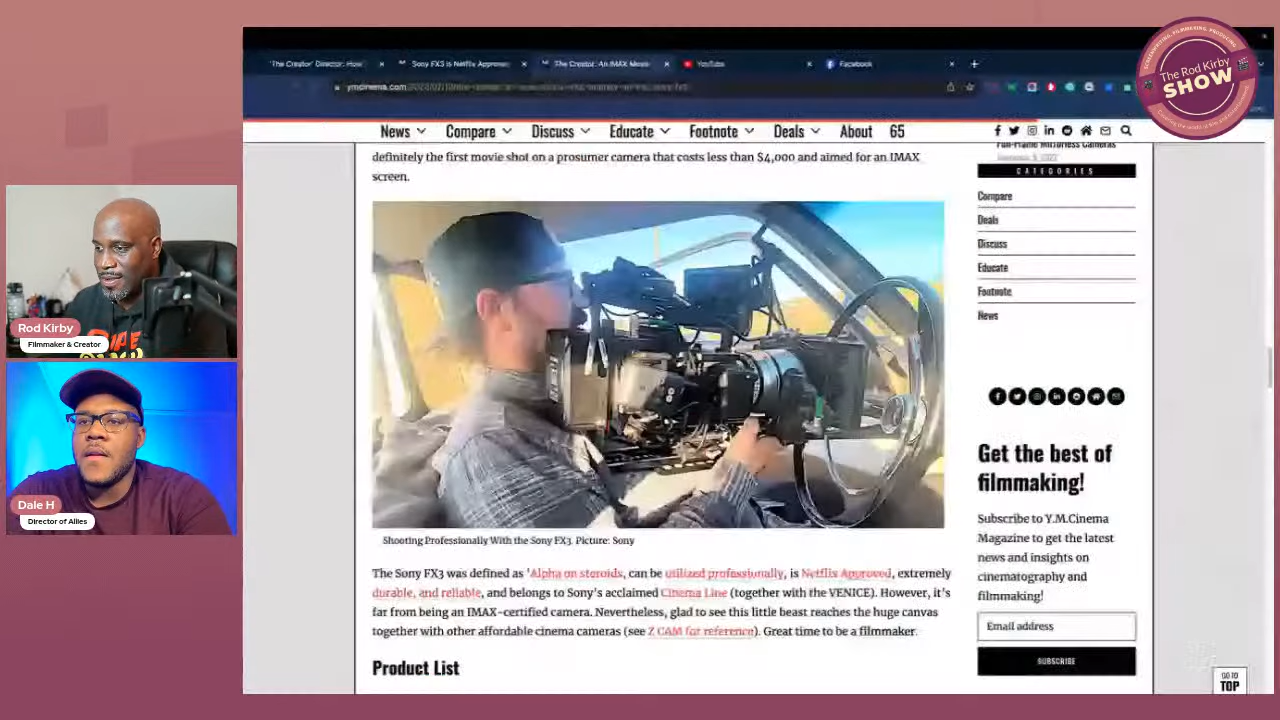 'The Creator' Director: How
Sony FX3 is Netflix Approve
The Creator: An IMAX Movie
YouTube
Facebook
The Rod Kirby
SHOW
News
Compare
Discuss
Educate
Footnote
Deals
About
65
definitely the first movie shot on a prosumer camera that costs less than $4,000 and aimed for an IMAX
screen.
Full-Frame Mirrorless Cameras
CATEGORIES
Compare
Deals
Discuss
Educate
Footnote
News
Rod Kirby
Filmmaker & Creator
Dale H
Director of Allies
Shooting Professionally With the Sony FX3. Picture: Sony
The Sony FX3 was defined as 'Alpha on steroids, can be utilized professionally, is Netflix Approved, extremely
durable, and reliable, and belongs to Sony's acclaimed Cinema Line (together with the VENICE). However, it's
far from being an IMAX-certified camera. Nevertheless, glad to see this little beast reaches the huge canvas
together with other affordable cinema cameras (see Z CAM for reference). Great time to be a filmmaker.
Product List
Get the best of
filmmaking!
Subscribe to Y.M.Cinema
Magazine to get the latest
news and insights on
cinematography and
filmmaking!
Email address
SUBSCRIBE
GO TO
TOP